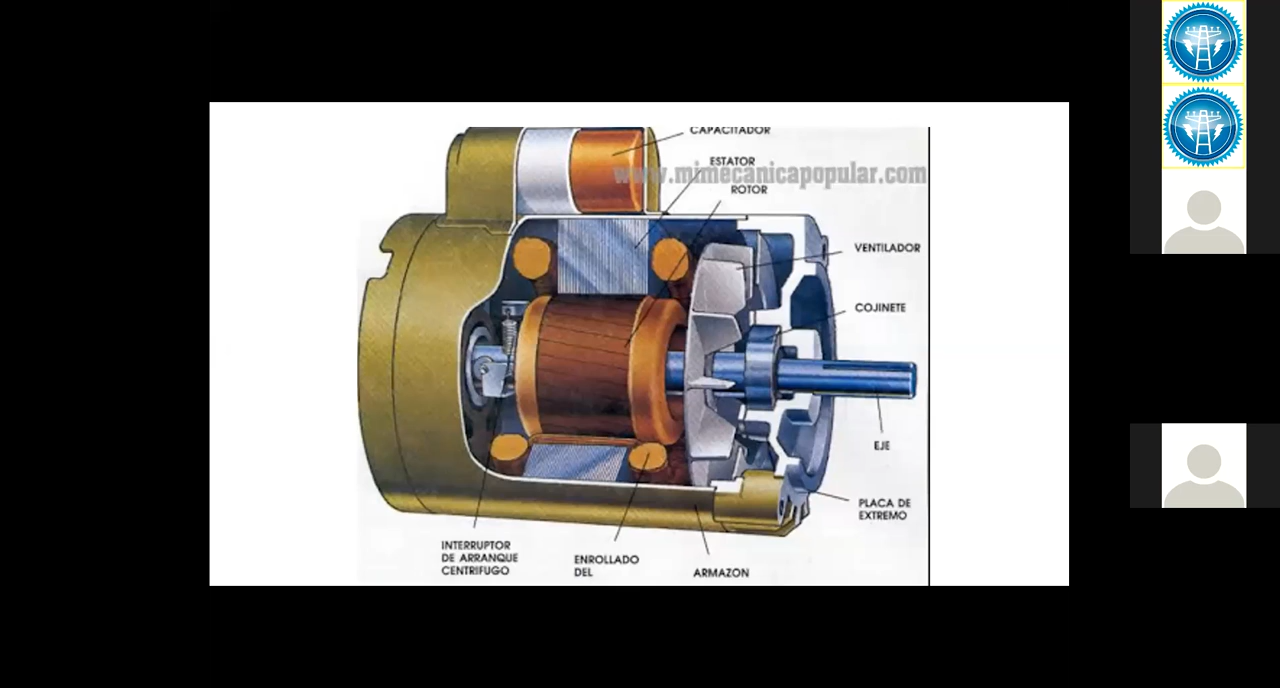 CAPACITADOR
ESTATOR
www.mimecanicapopular.com
ROTOR
VENTILADOR
COJINETE
EJE
PLACA DE
EXTREMO
INTERRUPTOR
DE ARRANQUE
CENTRIFUGO
ENROLLADO
DEL
ARMAZON